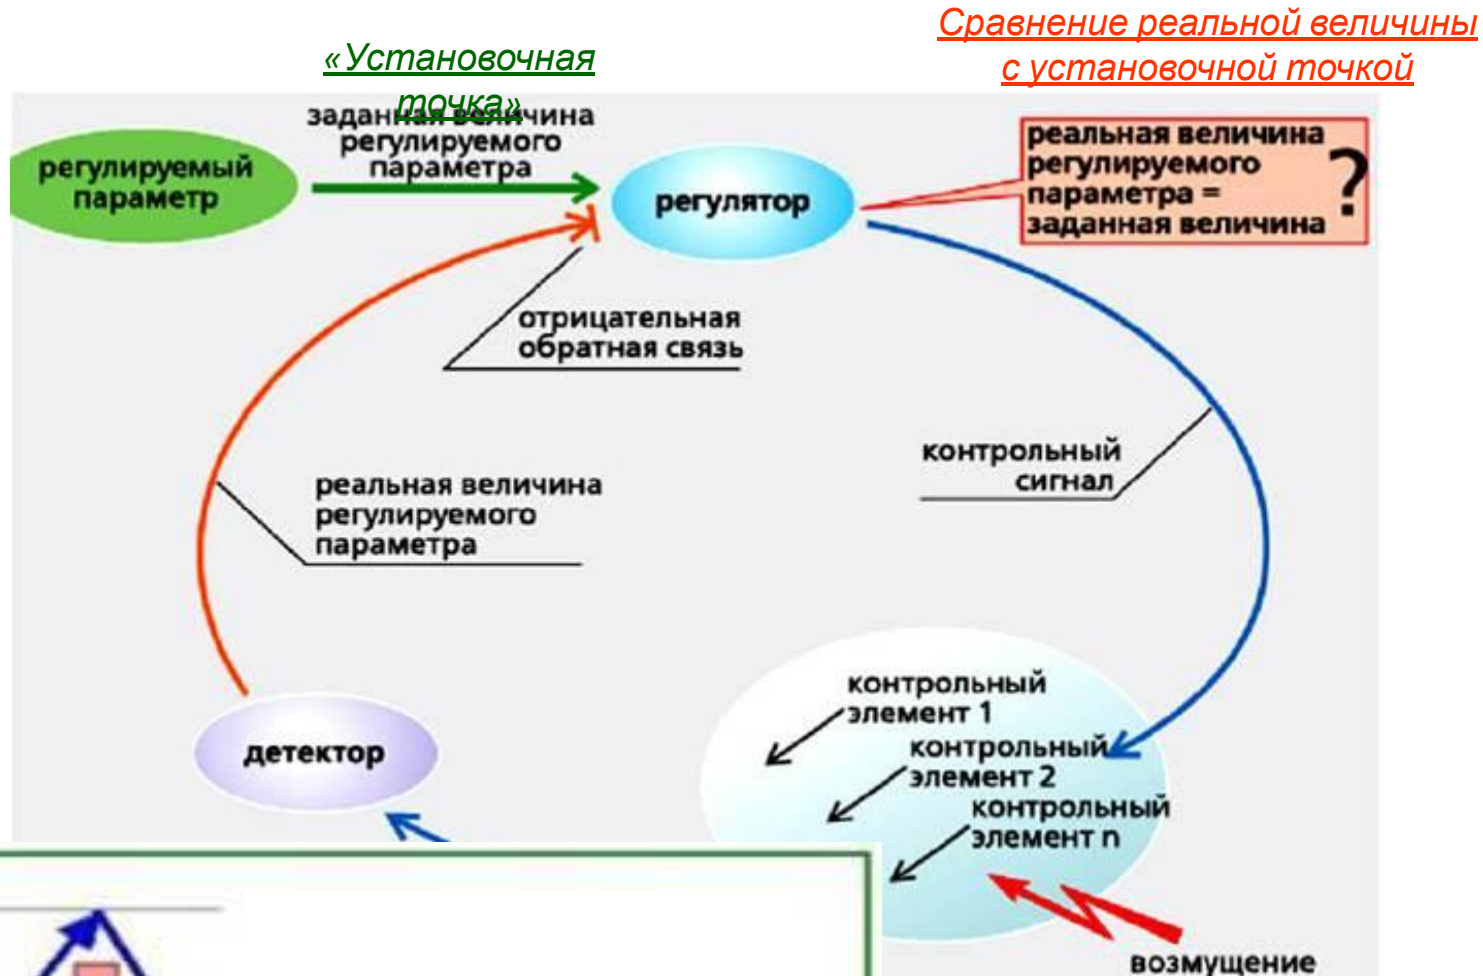 Сравнение реальной величины
с установочной точкой
«Установочная
точка»
заданная величина
регулируемого
параметра
регулируемый
параметр
регулятор
реальная величина
регулируемого
параметра =
заданная величина
?
отрицательная
обратная связь
контрольный
сигнал
реальная величина
регулируемого
параметра
детектор
контрольный
элемент 1
контрольный
элемент 2
контрольный
элемент n
возмущение